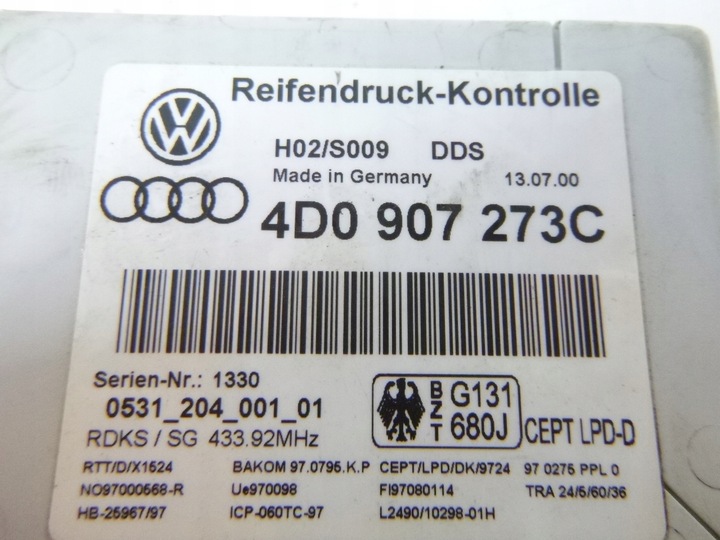 Reifendruck-Kontrolle
H02/S009 DDS
Made in Germany 13.07.00
4D0 907 273C
Serien-Nr.: 1330
0531_204_001_01
RDKS / SG 433.92MHz
BZT G131 680J CEPT LPD-D
RTT/D/X1524 BAKOM 97.0795.K.P CEPT/LPD/DK/9724 97 0275 PPL 0
NO97000568-R Ue970098 FI97080114 TRA 24/5/60/36
HB-25967/97 ICP-060TC-97 L2490/10298-01H